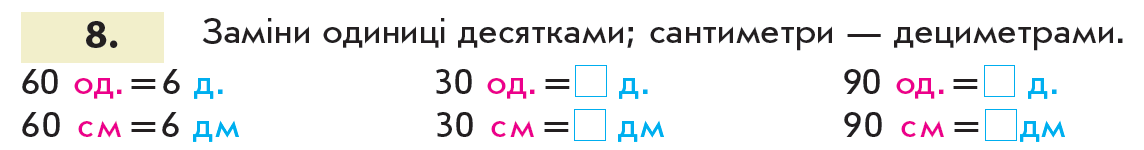 8. Заміни одиниці десятками; сантиметри — дециметрами.
60 од. = 6 д. 30 од. = □ д. 90 од. = □ д.
60 см = 6 дм 30 см = □ дм 90 см = □ дм